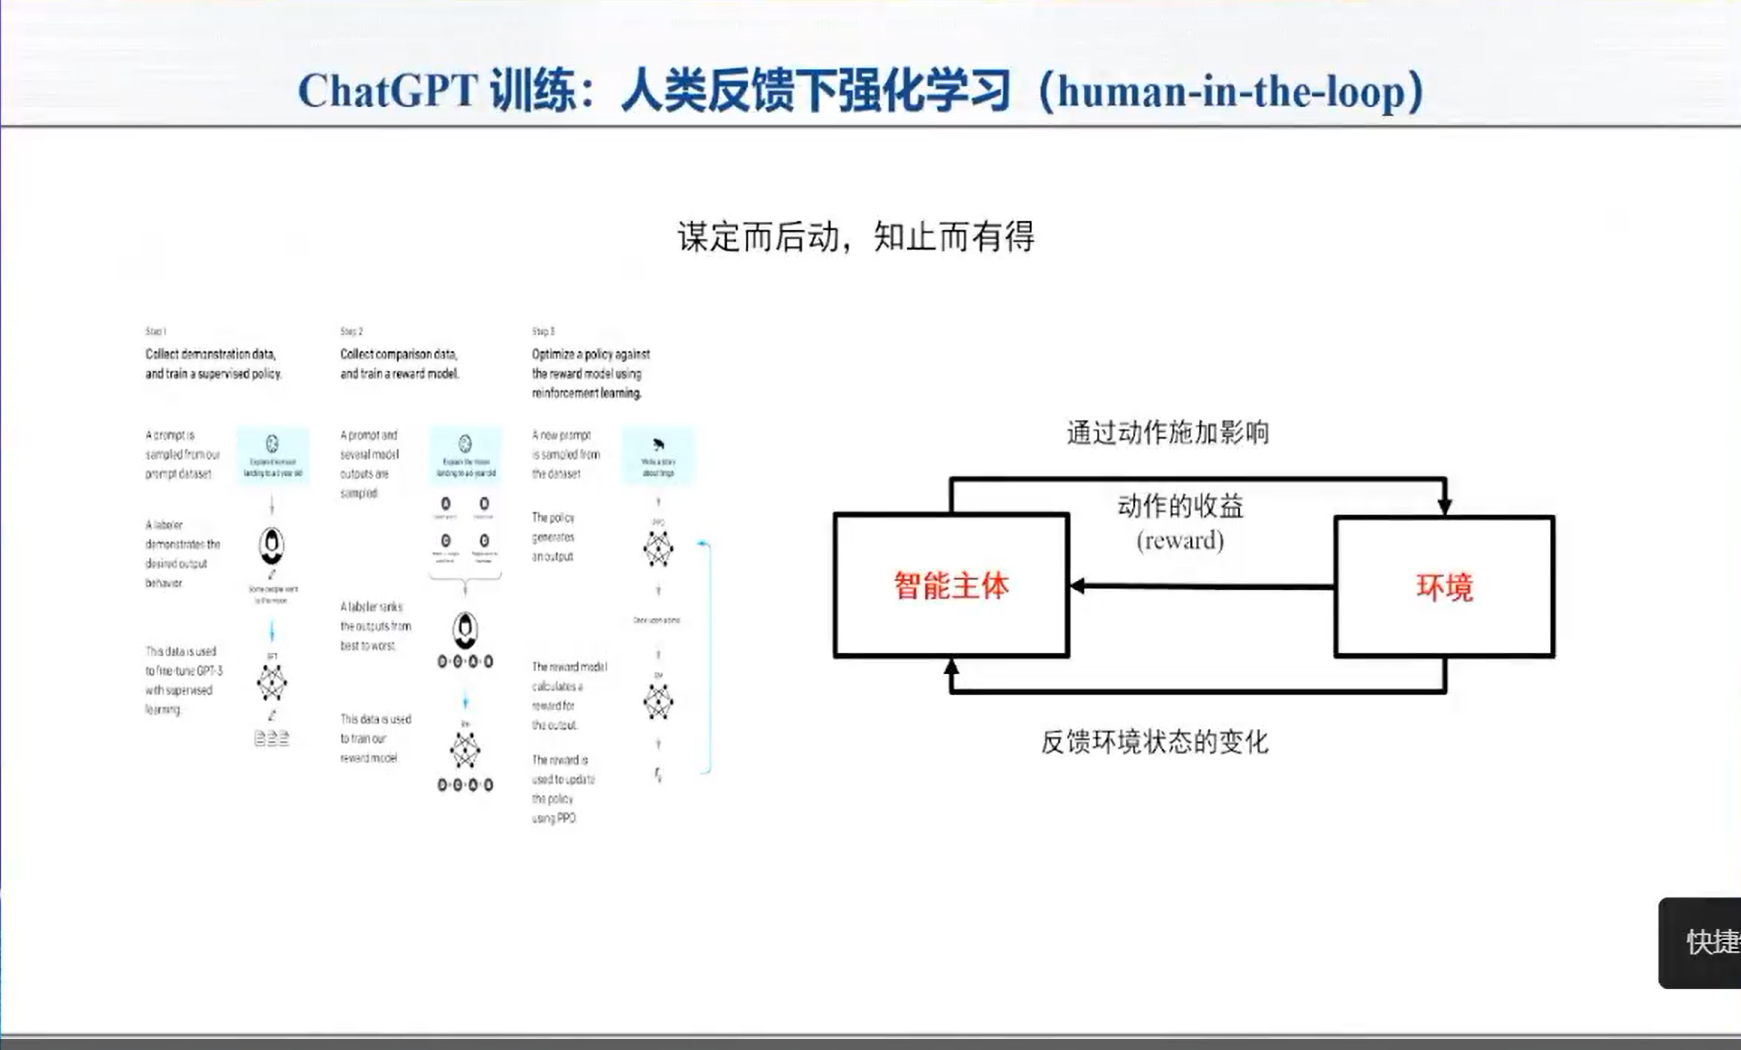 ChatGPT 训练：人类反馈下强化学习（human-in-the-loop）
谋定而后动，知止而有得
Step 1
Collect demonstration data,
and train a supervised policy.
A prompt is
sampled from our
prompt dataset
Explain the moon
landing to a 6 year old
A labeler
demonstrates the
desired output
behavior
Some people went
to the moon
This data is used
to fine-tune GPT-3
with supervised
learning.
GPT
Step 2
Collect comparison data,
and train a reward model.
A prompt and
several model
outputs are
sampled
Explain the moon
landing to a 6 year old
A labeler ranks
the outputs from
best to worst.
This data is used
to train our
reward model
Step 3
Optimize a policy against
the reward model using
reinforcement learning.
A new prompt
is sampled from
the dataset
Write a story
about frogs
The policy
generates
an output
PPO
Once upon a time
The reward model
calculates a
reward for
the output.
RM
The reward is
used to update
the policy
using PPO
通过动作施加影响
动作的收益
(reward)
智能主体
环境
反馈环境状态的变化
快捷